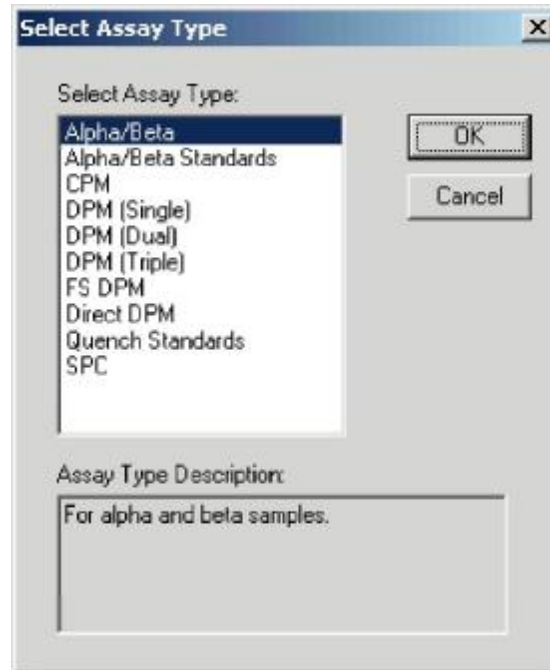 Select Assay Type
Select Assay Type:
Alpha/Beta
Alpha/Beta Standards
CPM
DPM (Single)
DPM (Dual)
DPM (Triple)
FS DPM
Direct DPM
Quench Standards
SPC
OK
Cancel
Assay Type Description:
For alpha and beta samples.